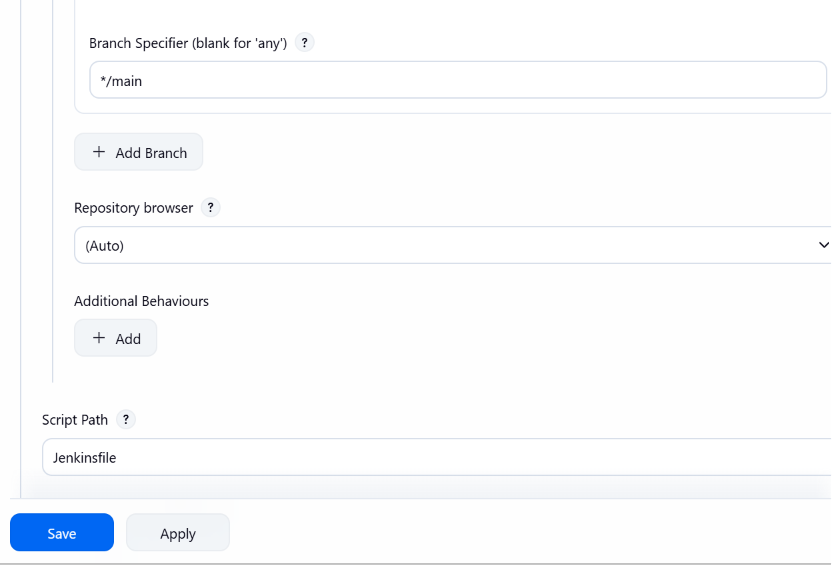 Branch Specifier (blank for 'any') ?
*/main
+ Add Branch
Repository browser ?
(Auto)
Additional Behaviours
+ Add
Script Path ?
Jenkinsfile
Save Apply